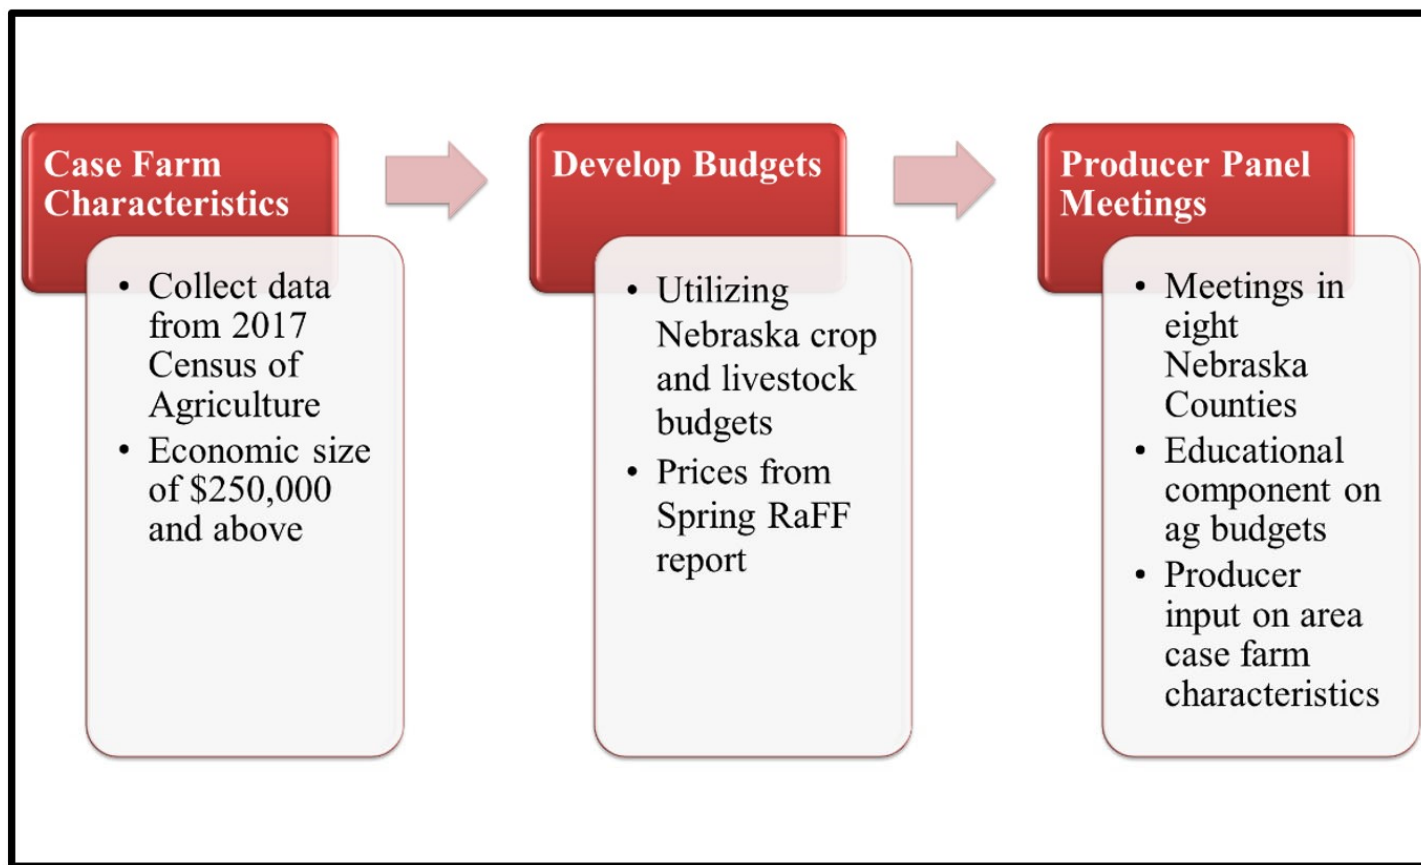 Case Farm
Characteristics
• Collect data
from 2017
Census of
Agriculture
• Economic size
of $250,000
and above
Develop Budgets
• Utilizing
Nebraska crop
and livestock
budgets
• Prices from
Spring RaFF
report
Producer Panel
Meetings
• Meetings in
eight
Nebraska
Counties
• Educational
component on
ag budgets
• Producer
input on area
case farm
characteristics